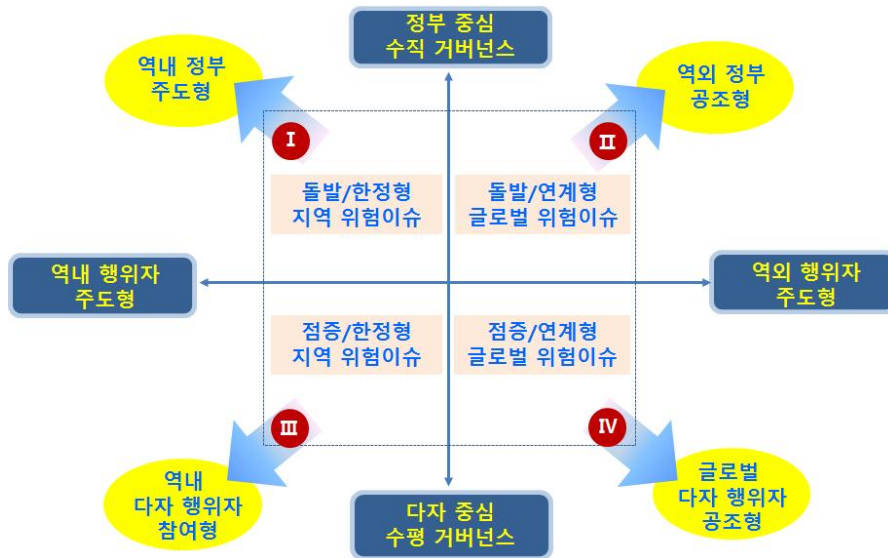 정부 중심
수직 거버넌스
역내 정부
주도형
역외 정부
공조형
Ⅰ
Ⅱ
돌발/한정형
지역 위험이슈
돌발/연계형
글로벌 위험이슈
역내 행위자
주도형
역외 행위자
주도형
점증/한정형
지역 위험이슈
점증/연계형
글로벌 위험이슈
Ⅲ
Ⅳ
역내
다자 행위자
참여형
다자 중심
수평 거버넌스
글로벌
다자 행위자
공조형